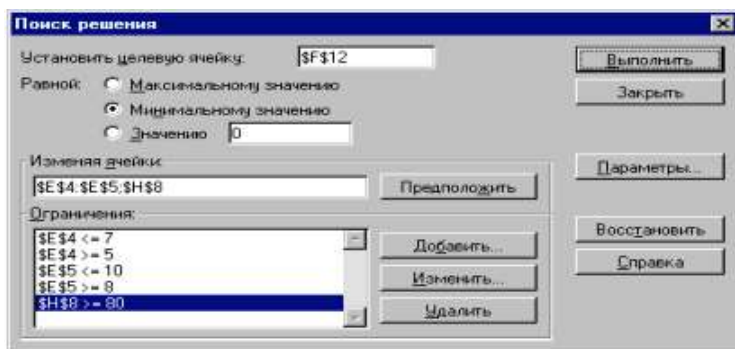 Поиск решения
Установить целевую ячейку: $F$12
Выполнить
Равной: Максимальному значению
Закрыть
Минимальному значению
Значению 0
Изменяя ячейки:
Параметры...
$E$4;$E$5;$H$8 Предположить
Ограничения:
$E$4 <= 7
Восстановить
$E$4 >= 5 Добавить...
$E$5 <= 10
Справка
$E$5 >= 8 Изменить...
$H$8 >= 80
Удалить